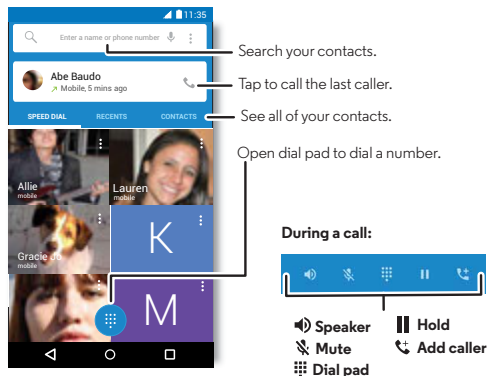 11:35
Enter a name or phone number
Search your contacts.
Abe Baudo
Mobile, 5 mins ago
Tap to call the last caller.
SPEED DIAL RECENTS CONTACTS
See all of your contacts.
Open dial pad to dial a number.
Allie
mobile
Lauren
mobile
Gracie Jo
mobile
K
M
During a call:
Speaker
Hold
Mute
Add caller
Dial pad